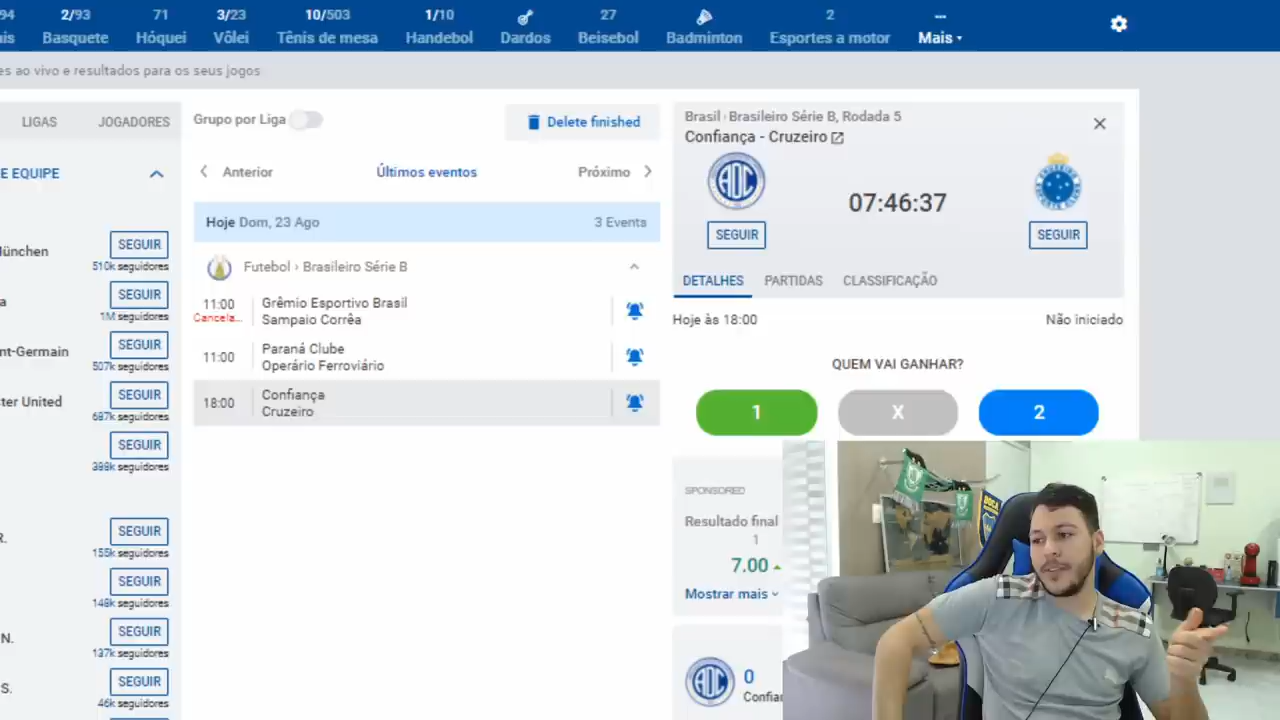 94 2/93 71 3/23 10/503 1/10 27 2 ...
is Basquete Hóquei Vôlei Tênis de mesa Handebol Dardos Beisebol Badminton Esportes a motor Mais
es ao vivo e resultados para os seus jogos
LIGAS JOGADORES
E EQUIPE
München SEGUIR
510k seguidores
a SEGUIR
1M seguidores
nt-Germain SEGUIR
507k seguidores
ter United SEGUIR
687k seguidores
SEGUIR
399k seguidores
R. SEGUIR
155k seguidores
SEGUIR
148k seguidores
N. SEGUIR
137k seguidores
S. SEGUIR
46k seguidores
Grupo por Liga Delete finished
Anterior Últimos eventos Próximo
Hoje Dom, 23 Ago 3 Events
Futebol › Brasileiro Série B
11:00 Grêmio Esportivo Brasil
Cancela... Sampaio Corrêa
11:00 Paraná Clube
Operário Ferroviário
18:00 Confiança
Cruzeiro
Brasil › Brasileiro Série B, Rodada 5
Confiança - Cruzeiro
ADC 07:46:37
SEGUIR SEGUIR
DETALHES PARTIDAS CLASSIFICAÇÃO
Hoje às 18:00 Não iniciado
QUEM VAI GANHAR?
1 X 2
SPONSORED
Resultado final
1
7.00
Mostrar mais
ADC 0
Confia
BOCA